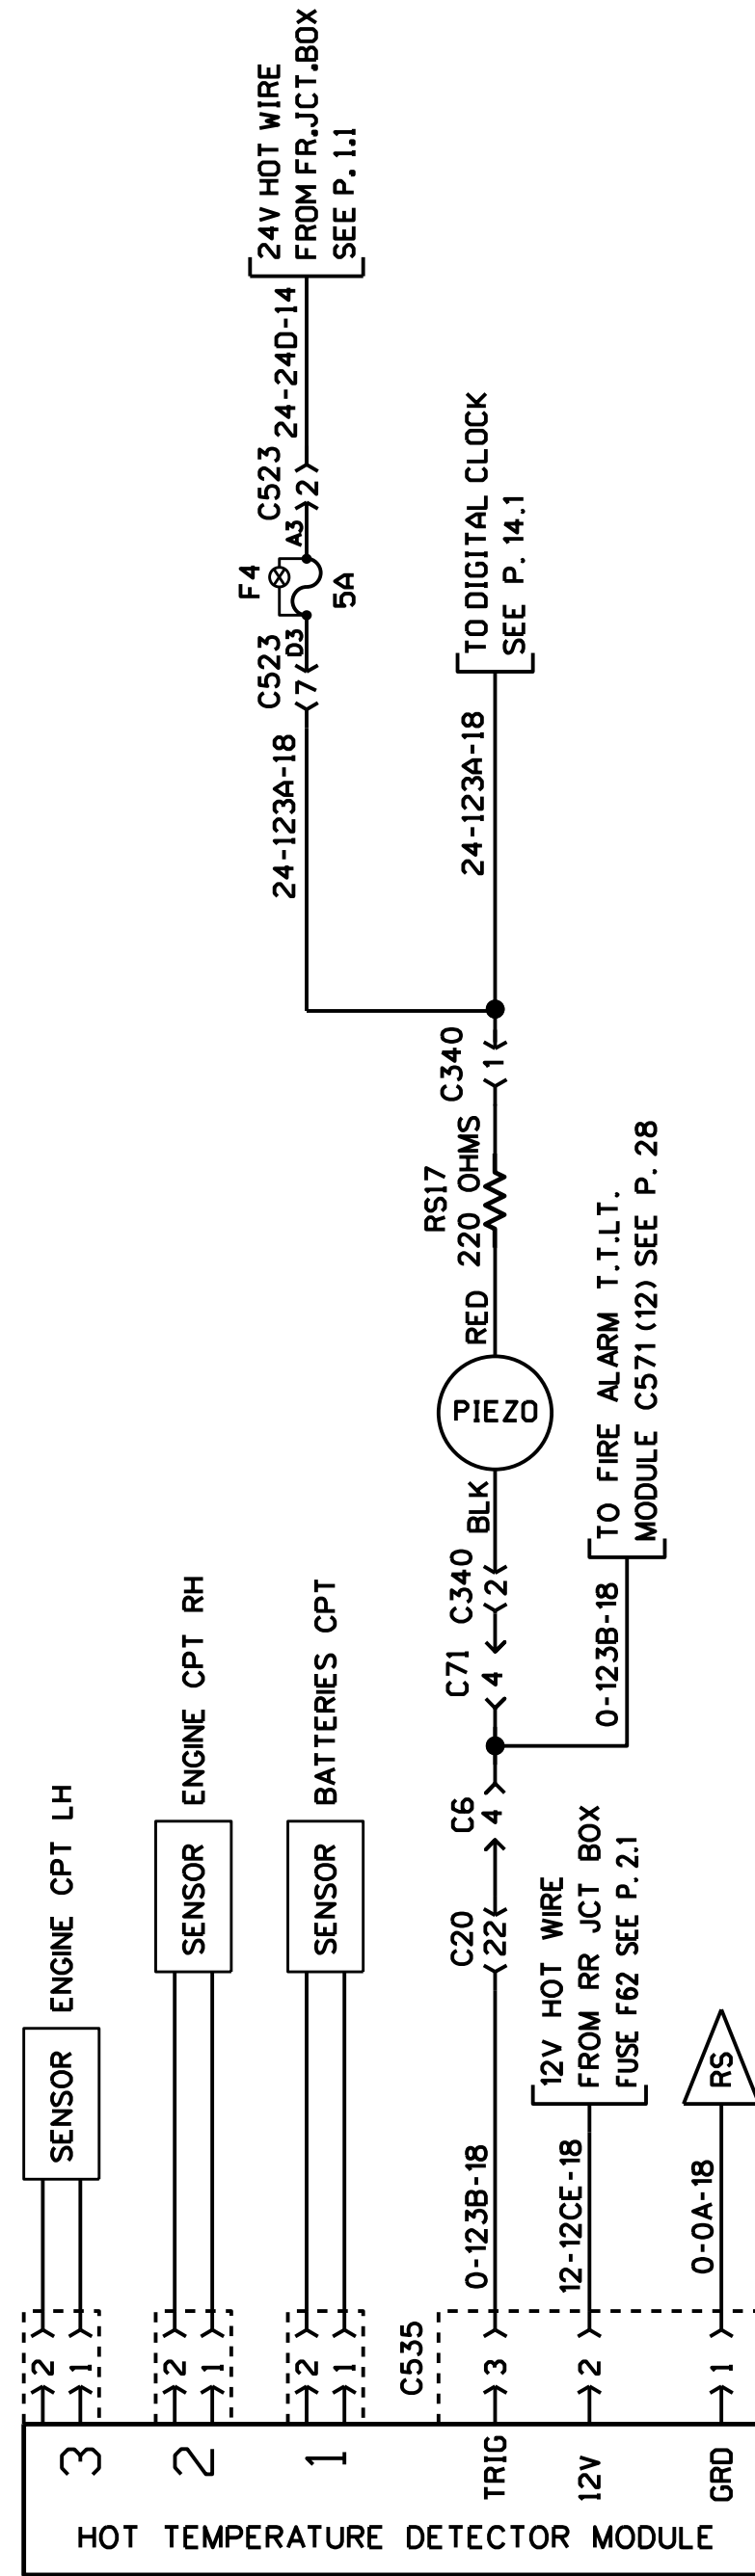 24V HOT WIRE
FROM FR.JCT.BOX
SEE P. 1.1
24-24D-14
C523
2
A3
F4
5A
D3
C523
7
24-123A-18
TO DIGITAL CLOCK
SEE P. 14.1
24-123A-18
C340
1
RS17
220 OHMS
RED
PIEZO
BLK
C340
2
C71
4
TO FIRE ALARM T.T.LT.
MODULE C571 (12) SEE P. 28
0-123B-18
C6
4
C20
22
0-123B-18
12V HOT WIRE
FROM RR JCT BOX
FUSE F62 SEE P. 2.1
12-12CE-18
RS
0-0A-18
ENGINE CPT LH
SENSOR
ENGINE CPT RH
SENSOR
BATTERIES CPT
SENSOR
2
1
2
1
2
1
C535
3
2
1
3
2
1
TRIG
12V
GRD
HOT TEMPERATURE DETECTOR MODULE